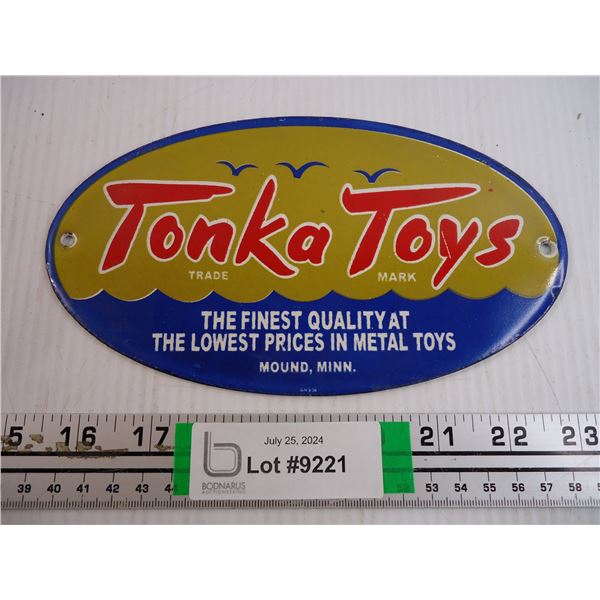 Tonka Toys
TRADE MARK
THE FINEST QUALITY AT
THE LOWEST PRICES IN METAL TOYS
MOUND, MINN.
15 16 17 21 22 23
July 25, 2024
Lot #9221
BODNARUS
AUCTIONEERING
39 40 41 42 43 53 54 55 56 57 58